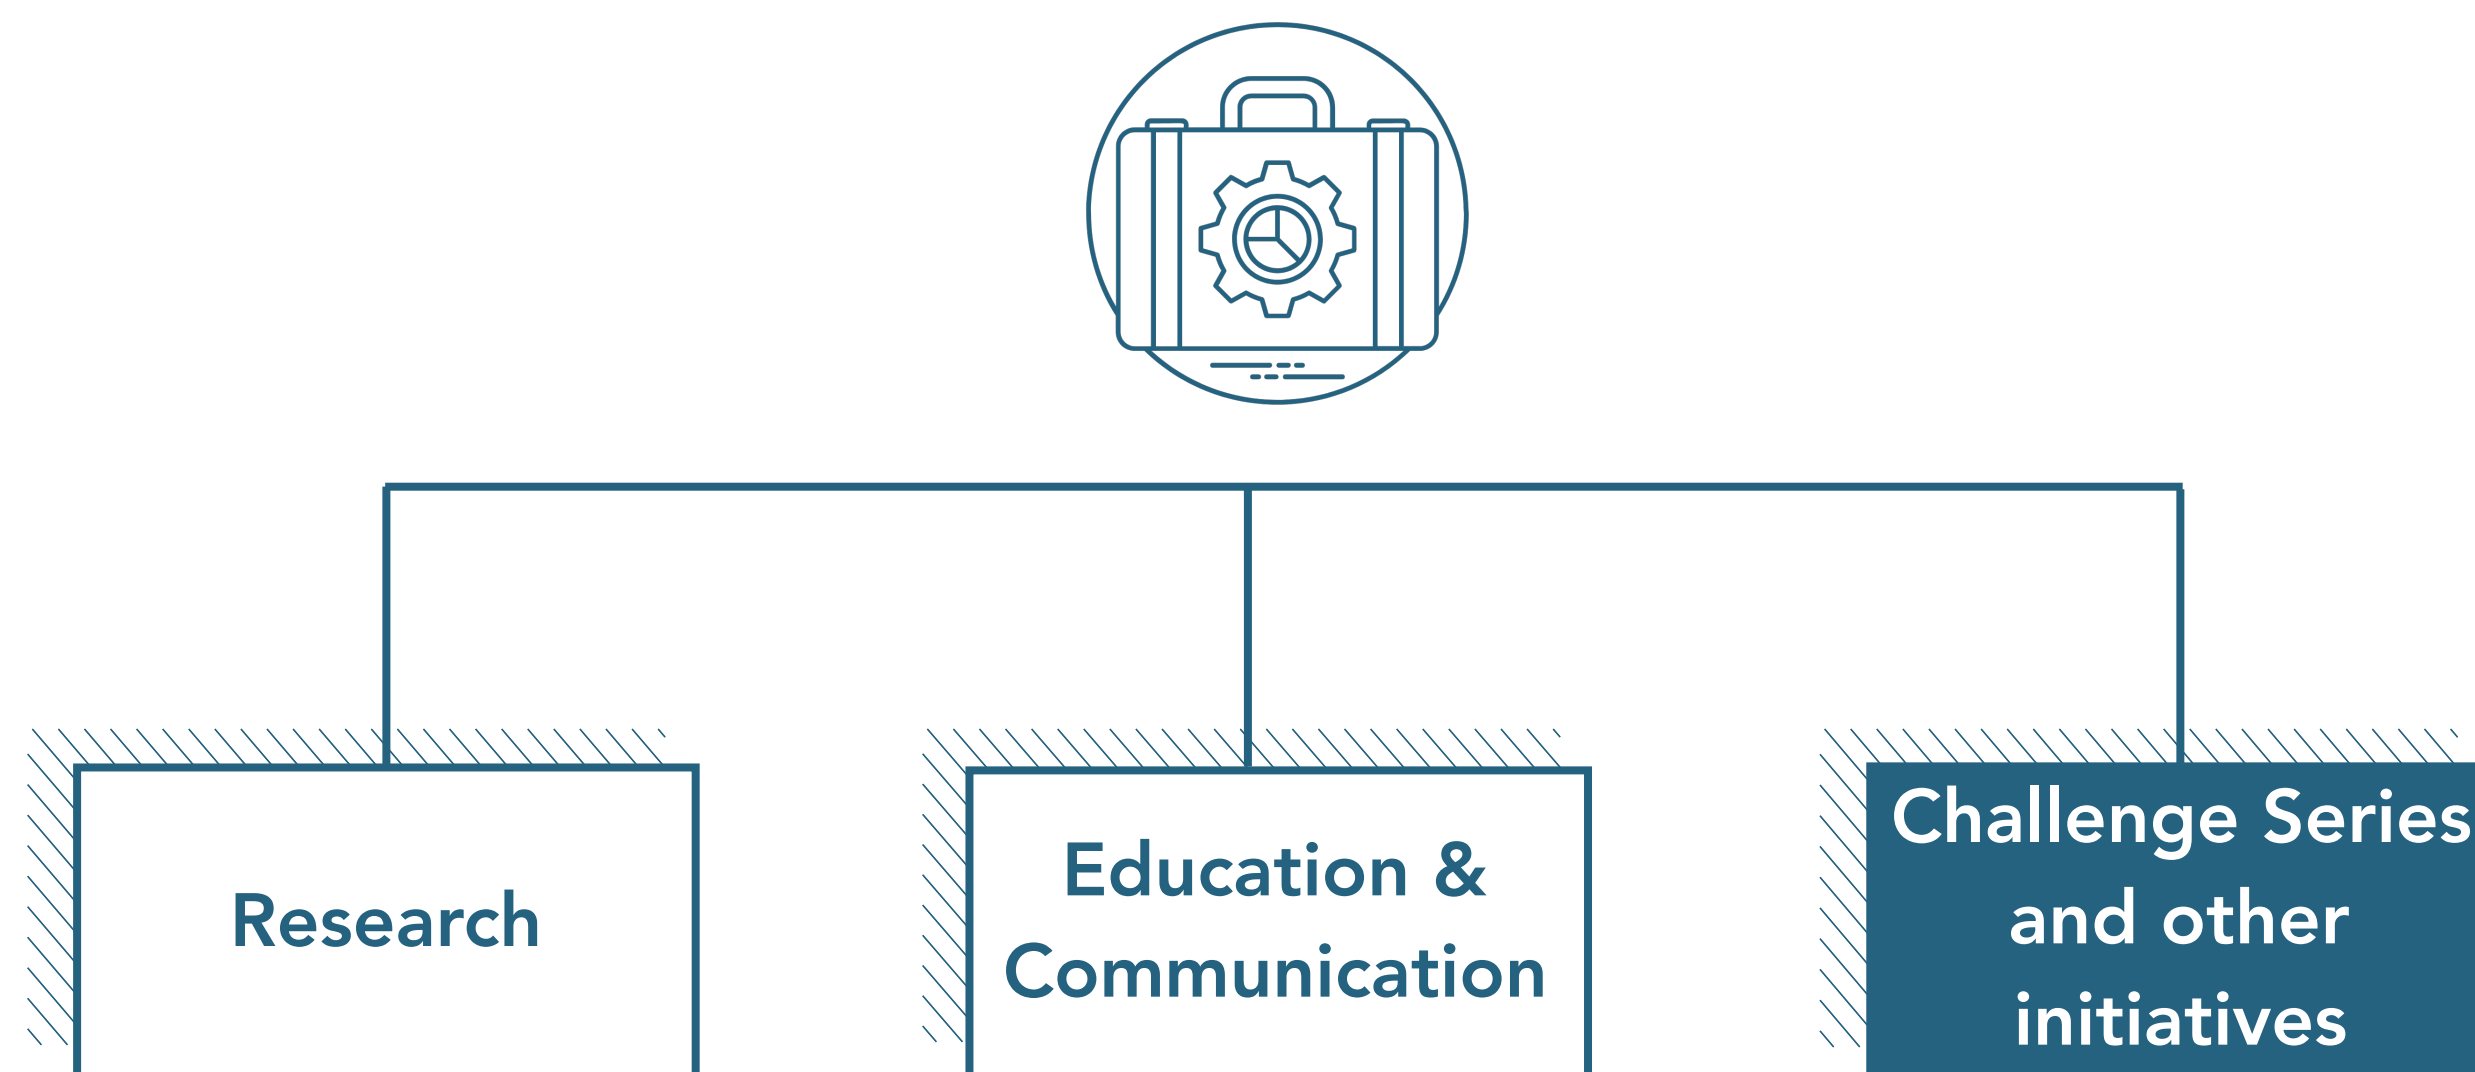 Research
Education &
Communication
Challenge Series
and other
initiatives